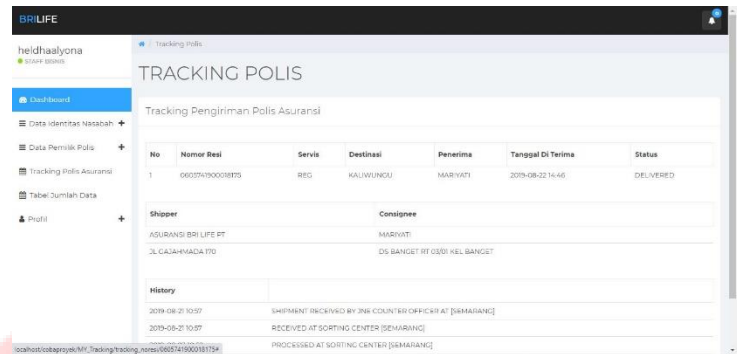 BRILIFE
heldhaalyona
STAFF BISNIS
Dashboard
Data Identitas Nasabah
Data Pemilik Polis
Tracking Polis Asuransi
Tabel Jumlah Data
Profil
/ Tracking Polis
TRACKING POLIS
Tracking Pengiriman Polis Asuransi
No Nomor Resi Servis Destinasi Penerima Tanggal Di Terima Status
1 0605741900018175 REG KALIWUNGU MARIYATI 2019-08-22 14:46 DELIVERED
Shipper Consignee
ASURANSI BRI LIFE PT MARIYATI
JL GAJAHMADA 170 DS BANGET RT 03/01 KEL BANGET
History
2019-08-21 10:57 SHIPMENT RECEIVED BY JNE COUNTER OFFICER AT [SEMARANG]
2019-08-21 10:57 RECEIVED AT SORTING CENTER [SEMARANG]
PROCESSED AT SORTING CENTER [SEMARANG]
localhost/cobaproyek/MY_Tracking/tracking_noresi/0605741900018175#